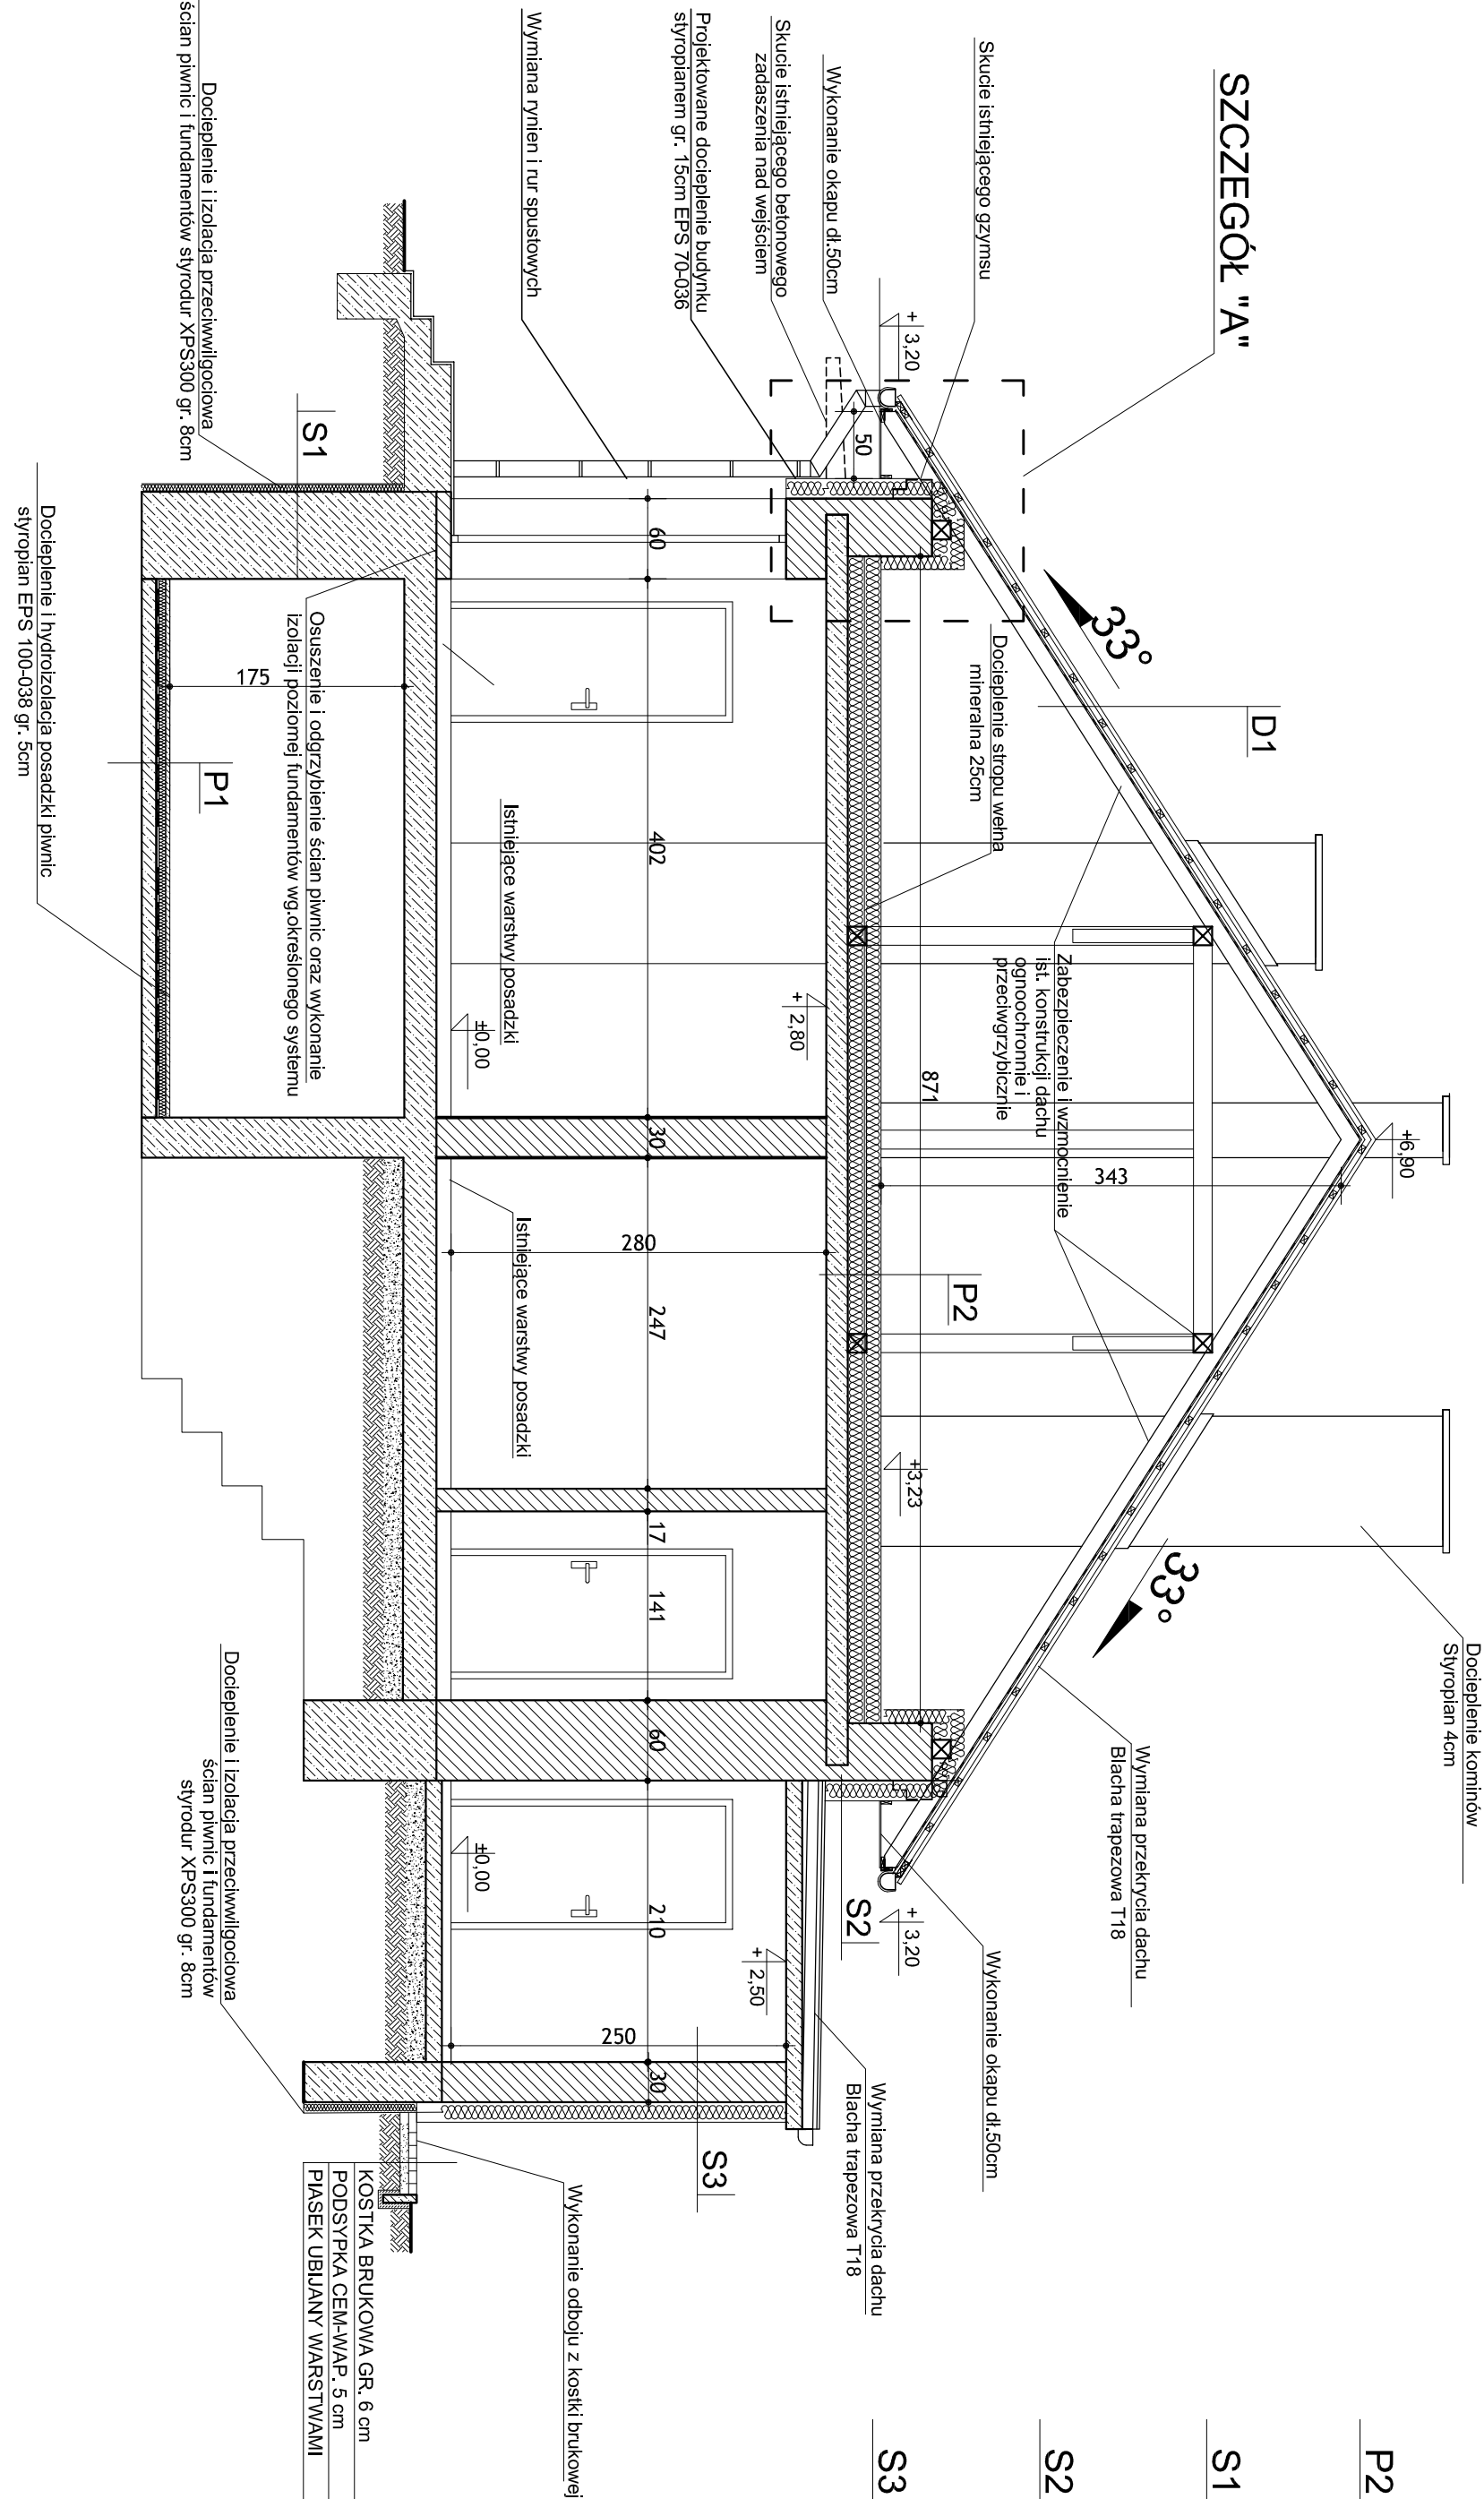 SZCZEGÓŁ "A"
Skucie istniejącego gzymsu
Wykonanie okapu dł.50cm
Skucie istniejącego betonowego
zadaszenia nad wejściem
Projektowane docieplenie budynku
styropianem gr. 15cm EPS 70-036
Wymiana rynien i rur spustowych
Docieplenie i izolacja przeciwwilgociowa
ścian piwnic i fundamentów styrodur XPS300 gr. 8cm
S1
Docieplenie i hydroizolacja posadzki piwnic
styropian EPS 100-038 gr. 5cm
+
3,20
50
33°
D1
Docieplenie stropu wełna
mineralna 25cm
60
Osuszenie i odgrzybienie ścian piwnic oraz wykonanie
izolacji poziomej fundamentów wg.określonego systemu
175
P1
Istniejące warstwy posadzki
402
+
2,80
±0,00
Zabezpieczenie i wzmocnienie
ist. konstrukcji dachu
ognoochronnie i
przeciwgrzybicznie
871
+6,90
343
30
280
P2
247
Istniejące warstwy posadzki
+3,23
17
141
33°
Docieplenie kominów
Styropian 4cm
Wymiana przekrycia dachu
Blacha trapezowa T18
60
S2
+
3,20
Wykonanie okapu dł.50cm
±0,00
210
+
2,50
250
30
S3
Wymiana przekrycia dachu
Blacha trapezowa T18
Docieplenie i izolacja przeciwwilgociowa
ścian piwnic i fundamentów
styrodur XPS300 gr. 8cm
Wykonanie odboju z kostki brukowej
KOSTKA BRUKOWA GR. 6 cm
PODSYPKA CEM-WAP. 5 cm
PIASEK UBIJANY WARSTWAMI
P2
S1
S2
S3